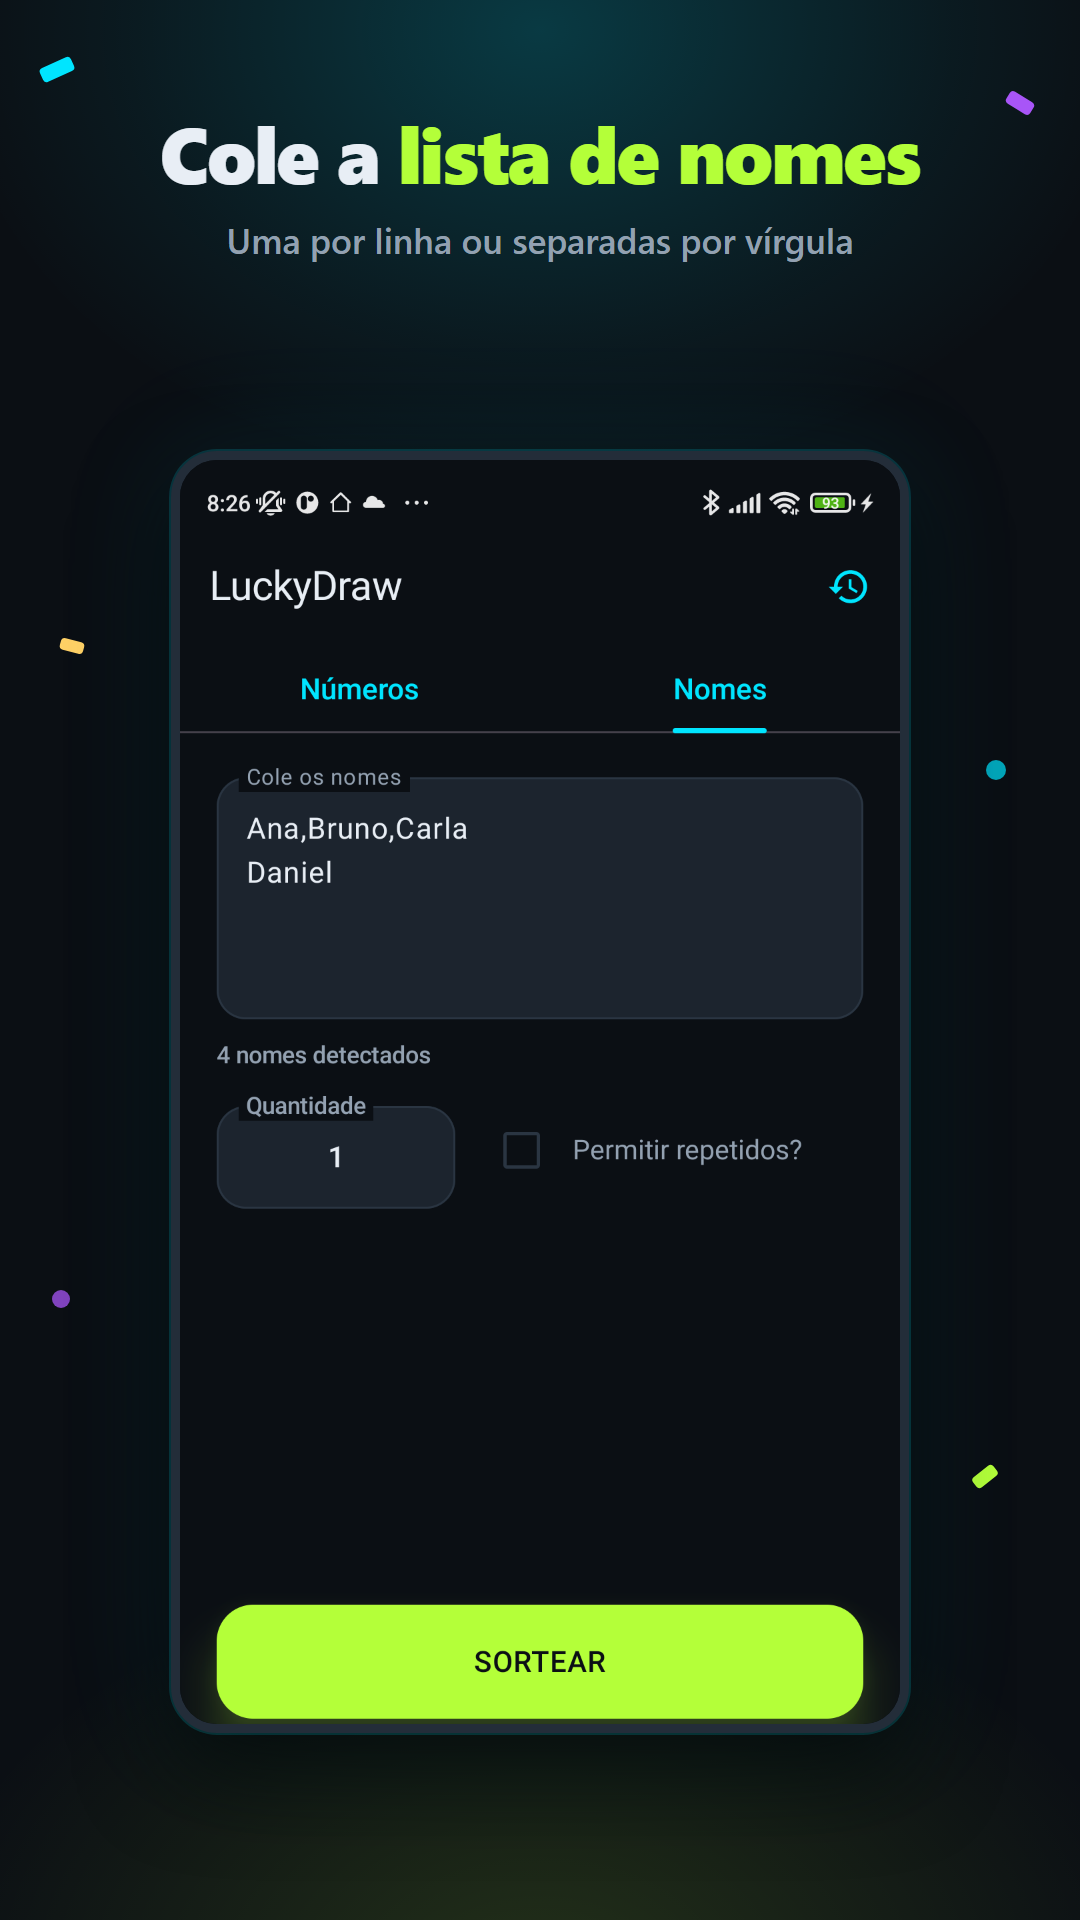 Cole a lista de nomes
Uma por linha ou separadas por vírgula
8:26 93
LuckyDraw
Números Nomes
Cole os nomes
Ana,Bruno,Carla
Daniel
4 nomes detectados
Quantidade
1 Permitir repetidos?
SORTEAR